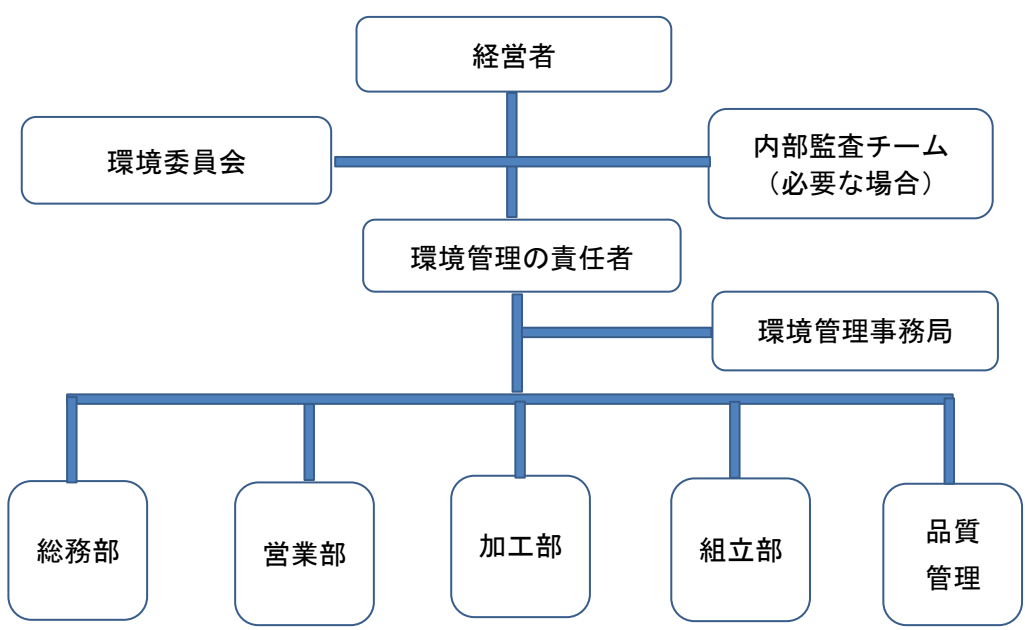 経営者
環境委員会
内部監査チーム
（必要な場合）
環境管理の責任者
環境管理事務局
総務部
営業部
加工部
組立部
品質
管理